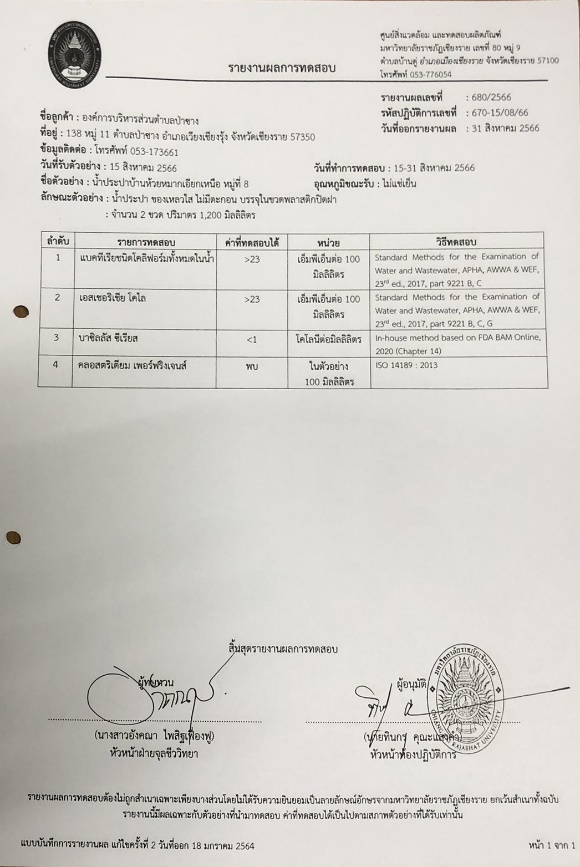 ศูนย์สิ่งแวดล้อม และทดสอบผลิตภัณฑ์
มหาวิทยาลัยราชภัฏเชียงราย เลขที่ 80 หมู่ 9
ตำบลบ้านดู่ อำเภอเมืองเชียงราย จังหวัดเชียงราย 57100
โทรศัพท์ 053-776054
รายงานผลการทดสอบ
รายงานผลเลขที่ : 680/2566
รหัสปฏิบัติการเลขที่ : 670-15/08/66
วันที่ออกรายงานผล : 31 สิงหาคม 2566
ชื่อลูกค้า : องค์การบริหารส่วนตำบลป่าซาง
ที่อยู่ : 138 หมู่ 11 ตำบลป่าซาง อำเภอเวียงเชียงรุ้ง จังหวัดเชียงราย 57350
ข้อมูลติดต่อ : โทรศัพท์ 053-173661
วันที่รับตัวอย่าง : 15 สิงหาคม 2566 วันที่ทำการทดสอบ : 15-31 สิงหาคม 2566
ชื่อตัวอย่าง : น้ำประปาบ้านห้วยหมากเอียกเหนือ หมู่ที่ 8 อุณหภูมิขณะรับ : ไม่แช่เย็น
ลักษณะตัวอย่าง : น้ำประปา ของเหลวใส ไม่มีตะกอน บรรจุในขวดพลาสติกปิดฝา
: จำนวน 2 ขวด ปริมาตร 1,200 มิลลิลิตร
ลำดับ รายการทดสอบ ค่าที่ทดสอบได้ หน่วย วิธีทดสอบ
1 แบคทีเรียชนิดโคลิฟอร์มทั้งหมดในน้ำ >23 เอ็มพีเอ็นต่อ 100 Standard Methods for the Examination of
มิลลิลิตร Water and Wastewater, APHA, AWWA & WEF,
23rd ed., 2017, part 9221 B, C
2 เอสเชอริเชีย โคไล >23 เอ็มพีเอ็นต่อ 100 Standard Methods for the Examination of
มิลลิลิตร Water and Wastewater, APHA, AWWA & WEF,
23rd ed., 2017, part 9221 B, C, G
3 บาซิลลัส ซีเรียส <1 โคโลนีต่อมิลลิลิตร In-house method based on FDA BAM Online,
2020 (Chapter 14)
4 คลอสตริเดียม เพอร์ฟริงเจนส์ พบ ในตัวอย่าง ISO 14189 : 2013
100 มิลลิลิตร
สิ้นสุดรายงานผลการทดสอบ
ผู้ทบทวน ผู้อนุมัติ
(นางสาวอังคณา ไพสิฐเฟื่องฟู) (นายทินกร
หัวหน้าฝ่ายจุลชีววิทยา หัวหน้าห้องปฏิบัติการ
มหาวิทยาลัยราชภัฏเชียงราย
CHIANG RAI RAJABHAT UNIVERSITY
รายงานผลการทดสอบต้องไม่ถูกสำเนาเฉพาะเพียงบางส่วนโดยไม่ได้รับความยินยอมเป็นลายลักษณ์อักษรจากมหาวิทยาลัยราชภัฏเชียงราย ยกเว้นสำเนาทั้งฉบับ
รายงานนี้มีผลเฉพาะกับตัวอย่างที่นำมาทดสอบ ค่าที่ทดสอบได้เป็นไปตามสภาพตัวอย่างที่ได้รับเท่านั้น
แบบบันทึกการรายงานผล แก้ไขครั้งที่ 2 วันที่ออก 18 มกราคม 2564 หน้า 1 จาก 1